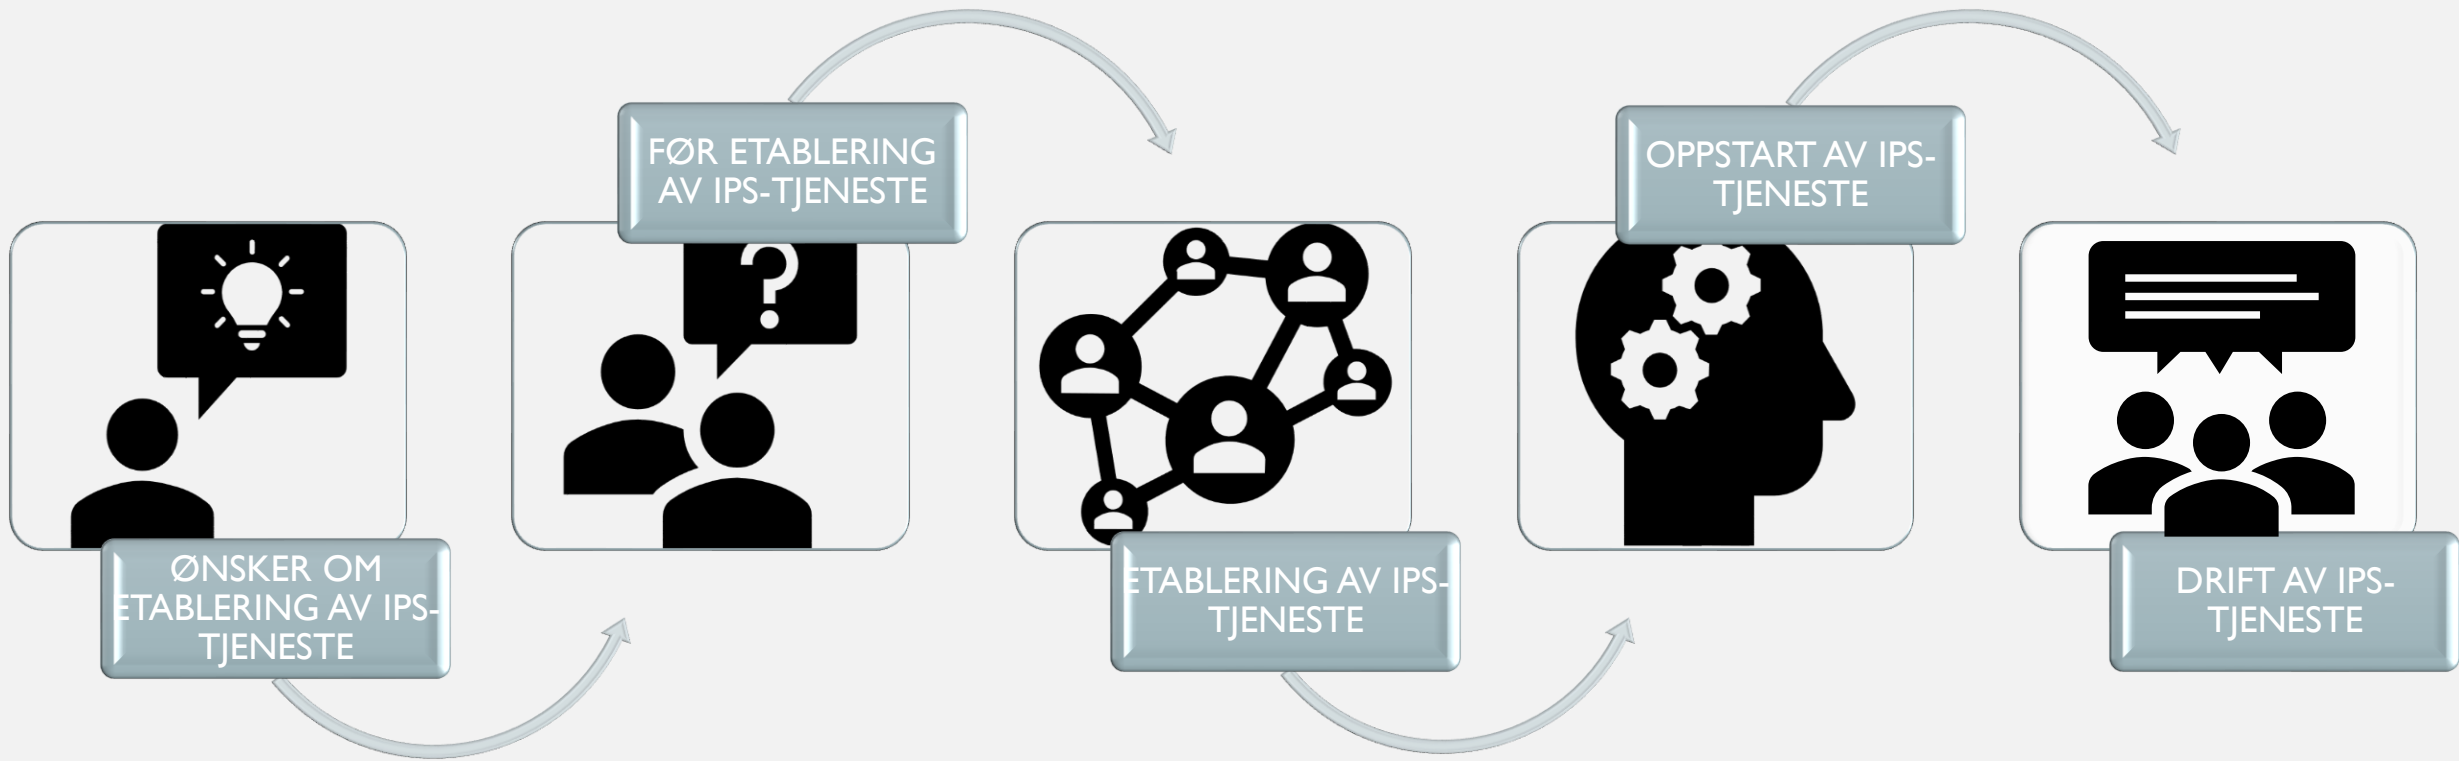 ØNSKER OM
ETABLERING AV IPS-
TJENESTE
FØR ETABLERING
AV IPS-TJENESTE
?
ETABLERING AV IPS-
TJENESTE
OPPSTART AV IPS-
TJENESTE
DRIFT AV IPS-
TJENESTE